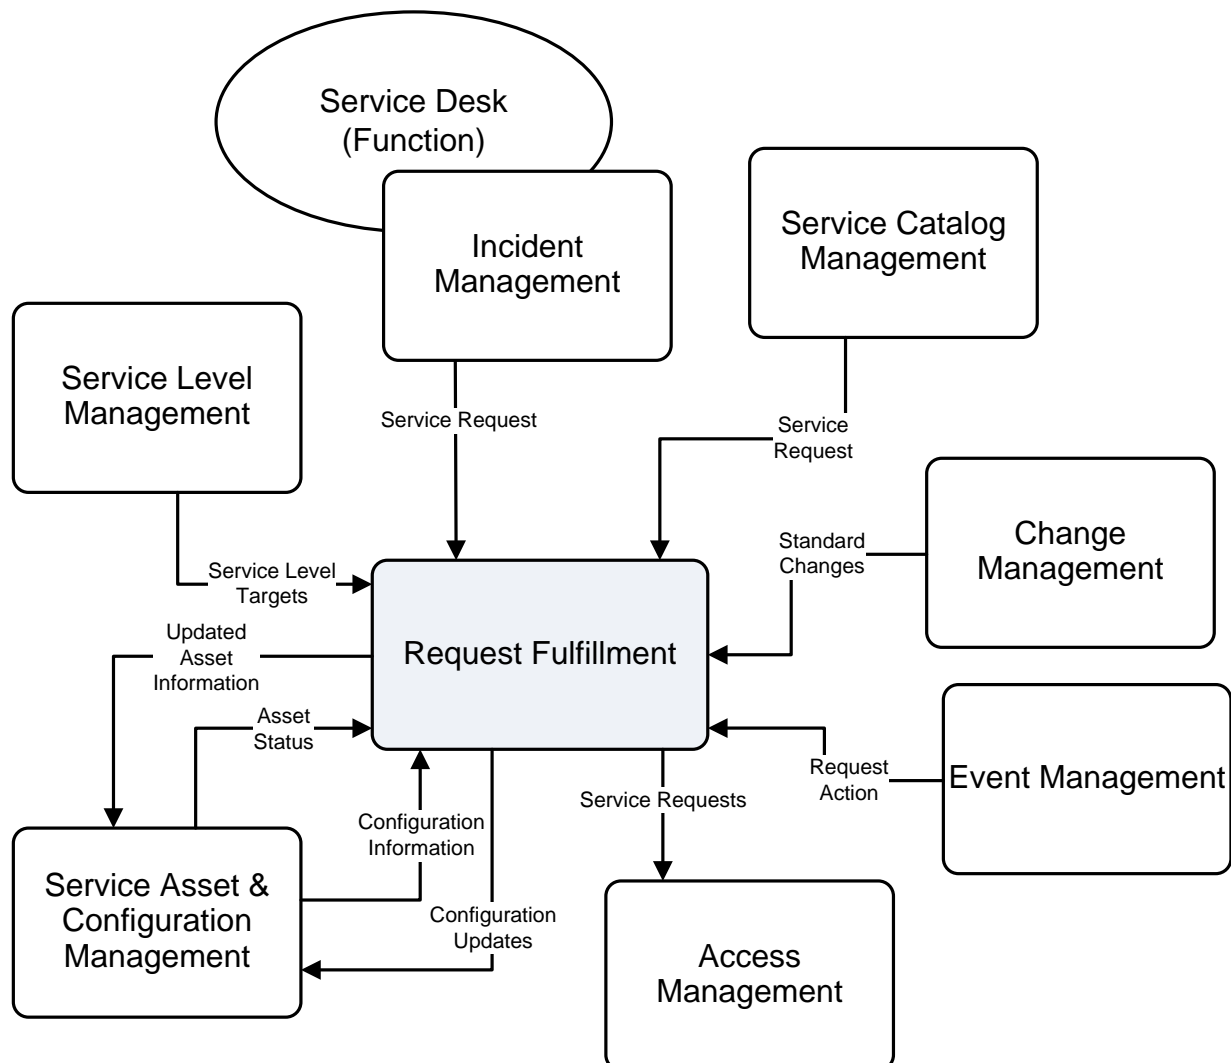 Service Desk
(Function)
Incident
Management
Service Catalog
Management
Service Level
Management
Service Request
Service
Request
Change
Management
Standard
Changes
Service Level
Targets
Updated
Asset
Information
Request Fulfillment
Asset
Status
Request
Action
Event Management
Service Requests
Configuration
Information
Service Asset &
Configuration
Management
Configuration
Updates
Access
Management